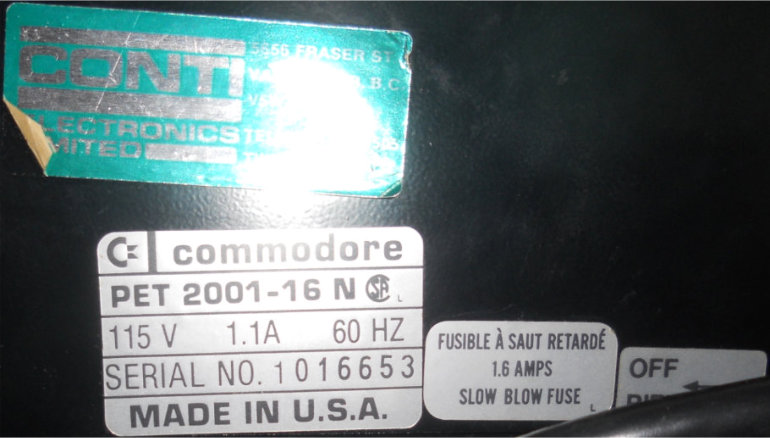 CONTI
ELECTRONICS
LIMITED
5656 FRASER ST
B.C
commodore
PET 2001-16 N
115 V 1.1A 60 HZ
SERIAL NO. 1016653
MADE IN U.S.A.
FUSIBLE À SAUT RETARDÉ
1.6 AMPS
SLOW BLOW FUSE
OFF